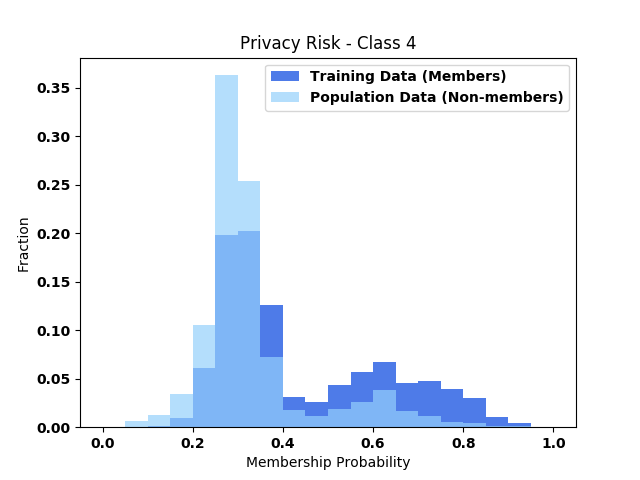 Privacy Risk - Class 4
Training Data (Members)
Population Data (Non-members)
Fraction
0.35
0.30
0.25
0.20
0.15
0.10
0.05
0.00
0.0 0.2 0.4 0.6 0.8 1.0
Membership Probability